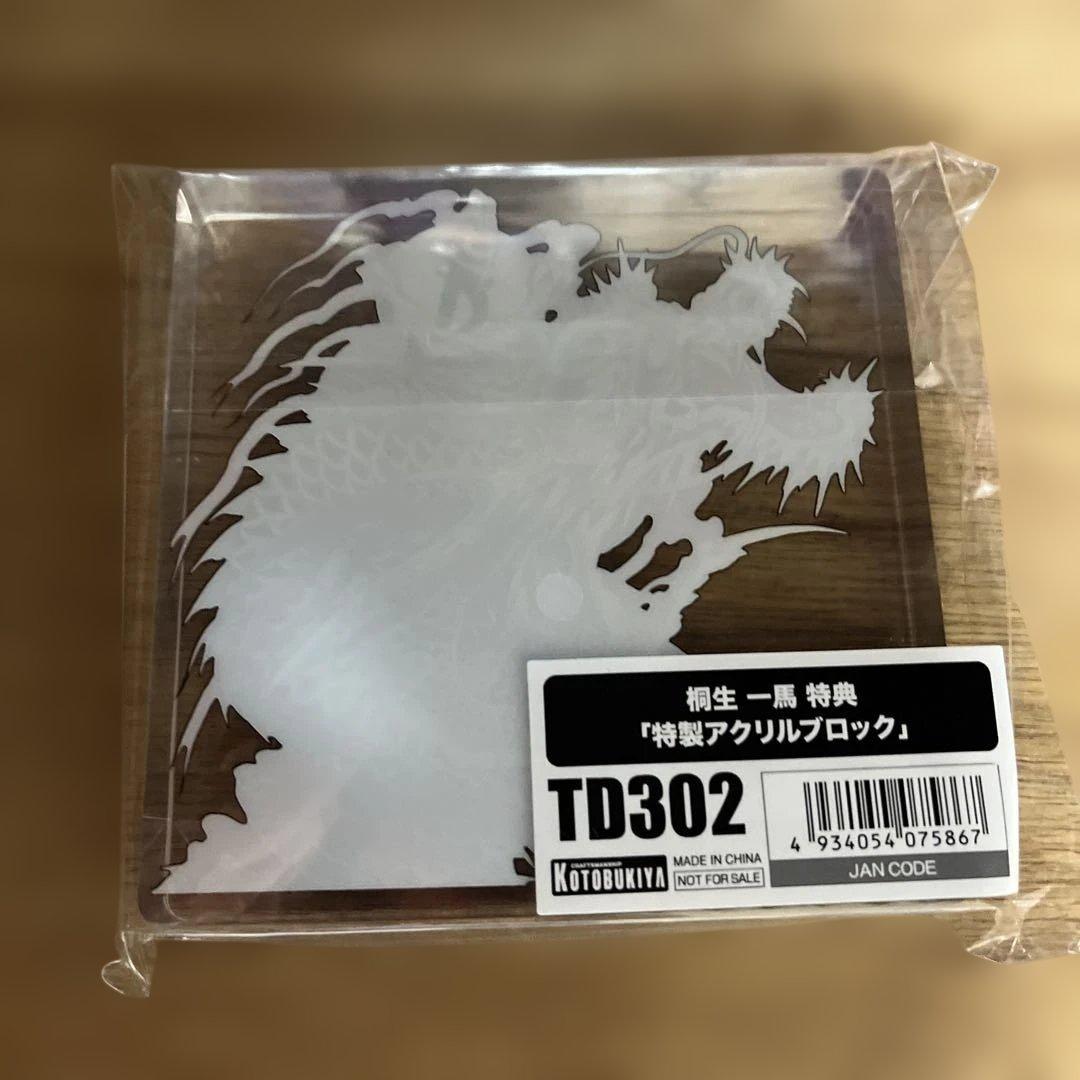 桐生 一馬 特典
「特製アクリルブロック」
TD302
4 934054 075867
JAN CODE
CRAFTSMANSHIP
KOTOBUKIYA
MADE IN CHINA
NOT FOR SALE